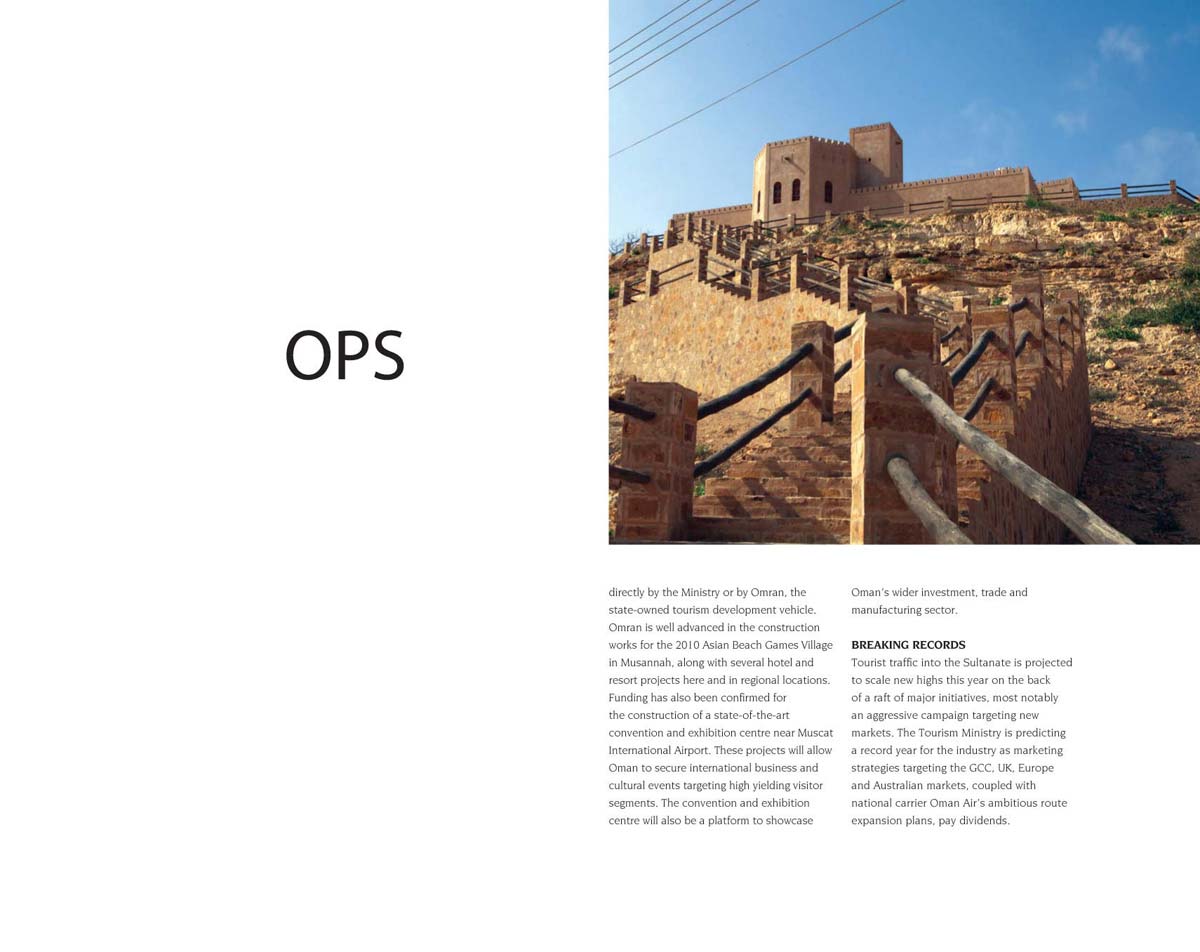 OPS
directly by the Ministry or by Omran, the
state-owned tourism development vehicle.
Omran is well advanced in the construction
works for the 2010 Asian Beach Games Village
in Musannah, along with several hotel and
resort projects here and in regional locations.
Funding has also been confirmed for
the construction of a state-of-the-art
convention and exhibition centre near Muscat
International Airport. These projects will allow
Oman to secure international business and
cultural events targeting high yielding visitor
segments. The convention and exhibition
centre will also be a platform to showcase
Oman's wider investment, trade and
manufacturing sector.
BREAKING RECORDS
Tourist traffic into the Sultanate is projected
to scale new highs this year on the back
of a raft of major initiatives, most notably
an aggressive campaign targeting new
markets. The Tourism Ministry is predicting
a record year for the industry as marketing
strategies targeting the GCC, UK, Europe
and Australian markets, coupled with
national carrier Oman Air's ambitious route
expansion plans, pay dividends.